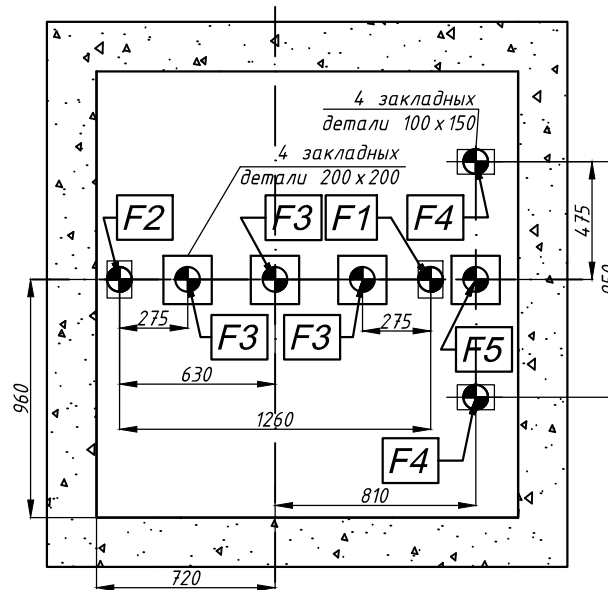 4 закладных
детали 100 x 150
4 закладных
детали 200 x 200
F2
F3
F1
F4
475
950
275
F3
F3
275
F5
630
960
1260
F4
810
720